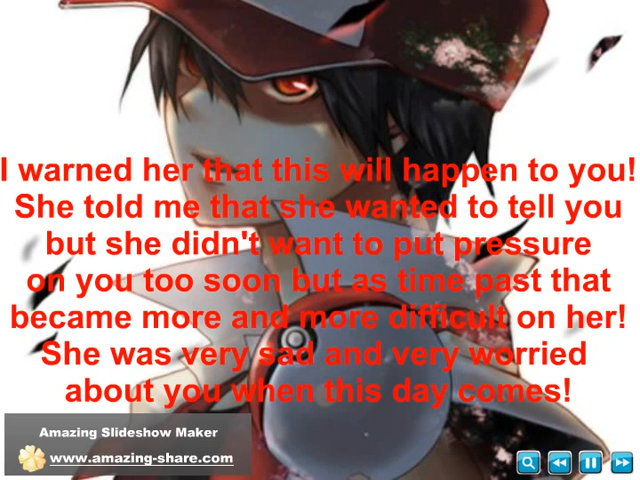 I warned her that this will happen to you!
She told me that she wanted to tell you
but she didn't want to put pressure
on you too soon but as time past that
became more and more difficult on her!
She was very sad and very worried
about you when this day comes!
Amazing Slideshow Maker
www.amazing-share.com